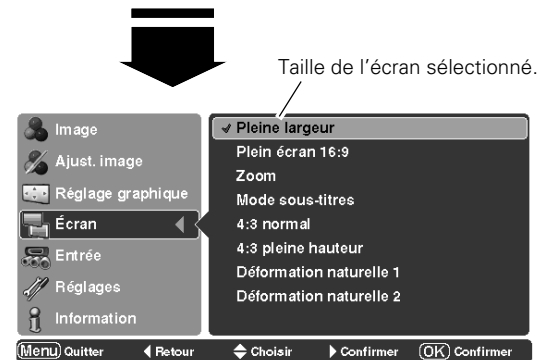 Taille de l'écran sélectionné.
Image
Ajust. image
Réglage graphique
Écran
Entrée
Réglages
Information
Pleine largeur
Plein écran 16:9
Zoom
Mode sous-titres
4:3 normal
4:3 pleine hauteur
Déformation naturelle 1
Déformation naturelle 2
Menu Quitter Retour Choisir Confirmer OK Confirmer